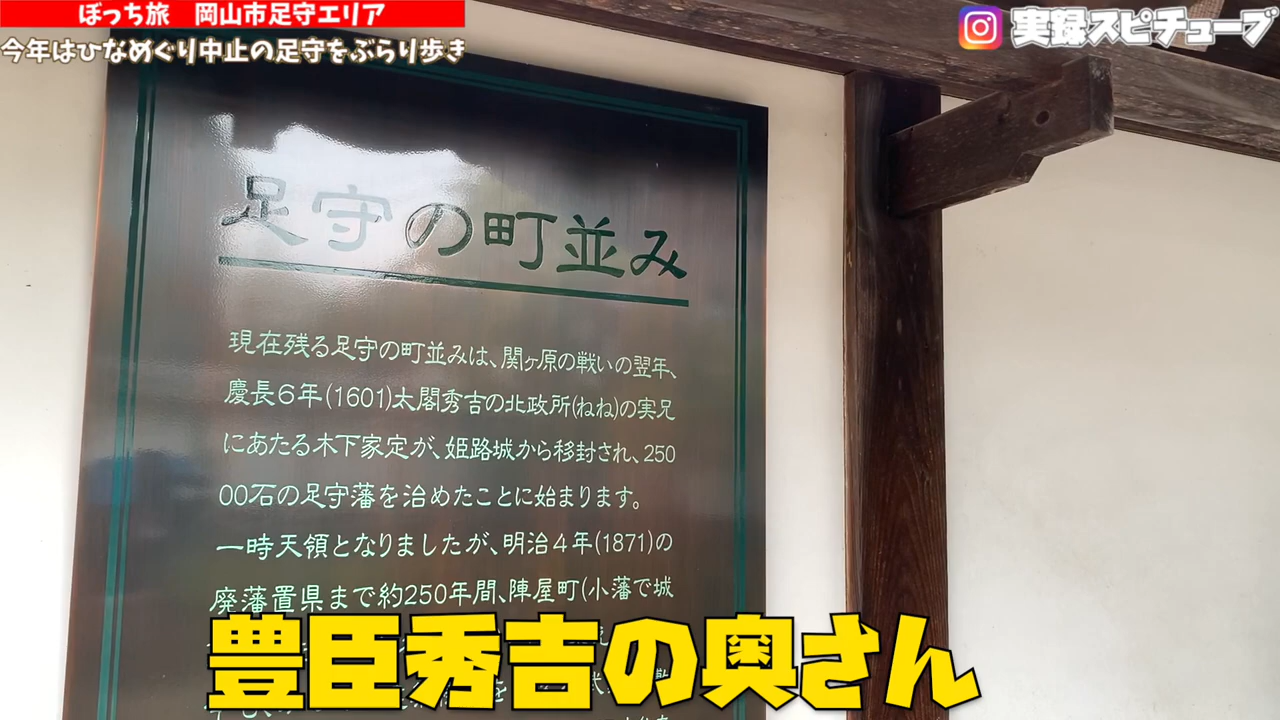 ぼっち旅 岡山市足守エリア
今年はひなめぐり中止の足守をぶらり歩き
実録スピチューブ
足守の町並み
現在残る足守の町並みは、関ヶ原の戦いの翌年、
慶長6年(1601)太閤秀吉の北政所(ねね)の実兄
にあたる木下家定が、姫路城から移封され、250
00石の足守藩を治めたことに始まります。
一時天領となりましたが、明治4年(1871)の
廃藩置県まで約250年間、陣屋町(小藩で城
豊臣秀吉の奥さん